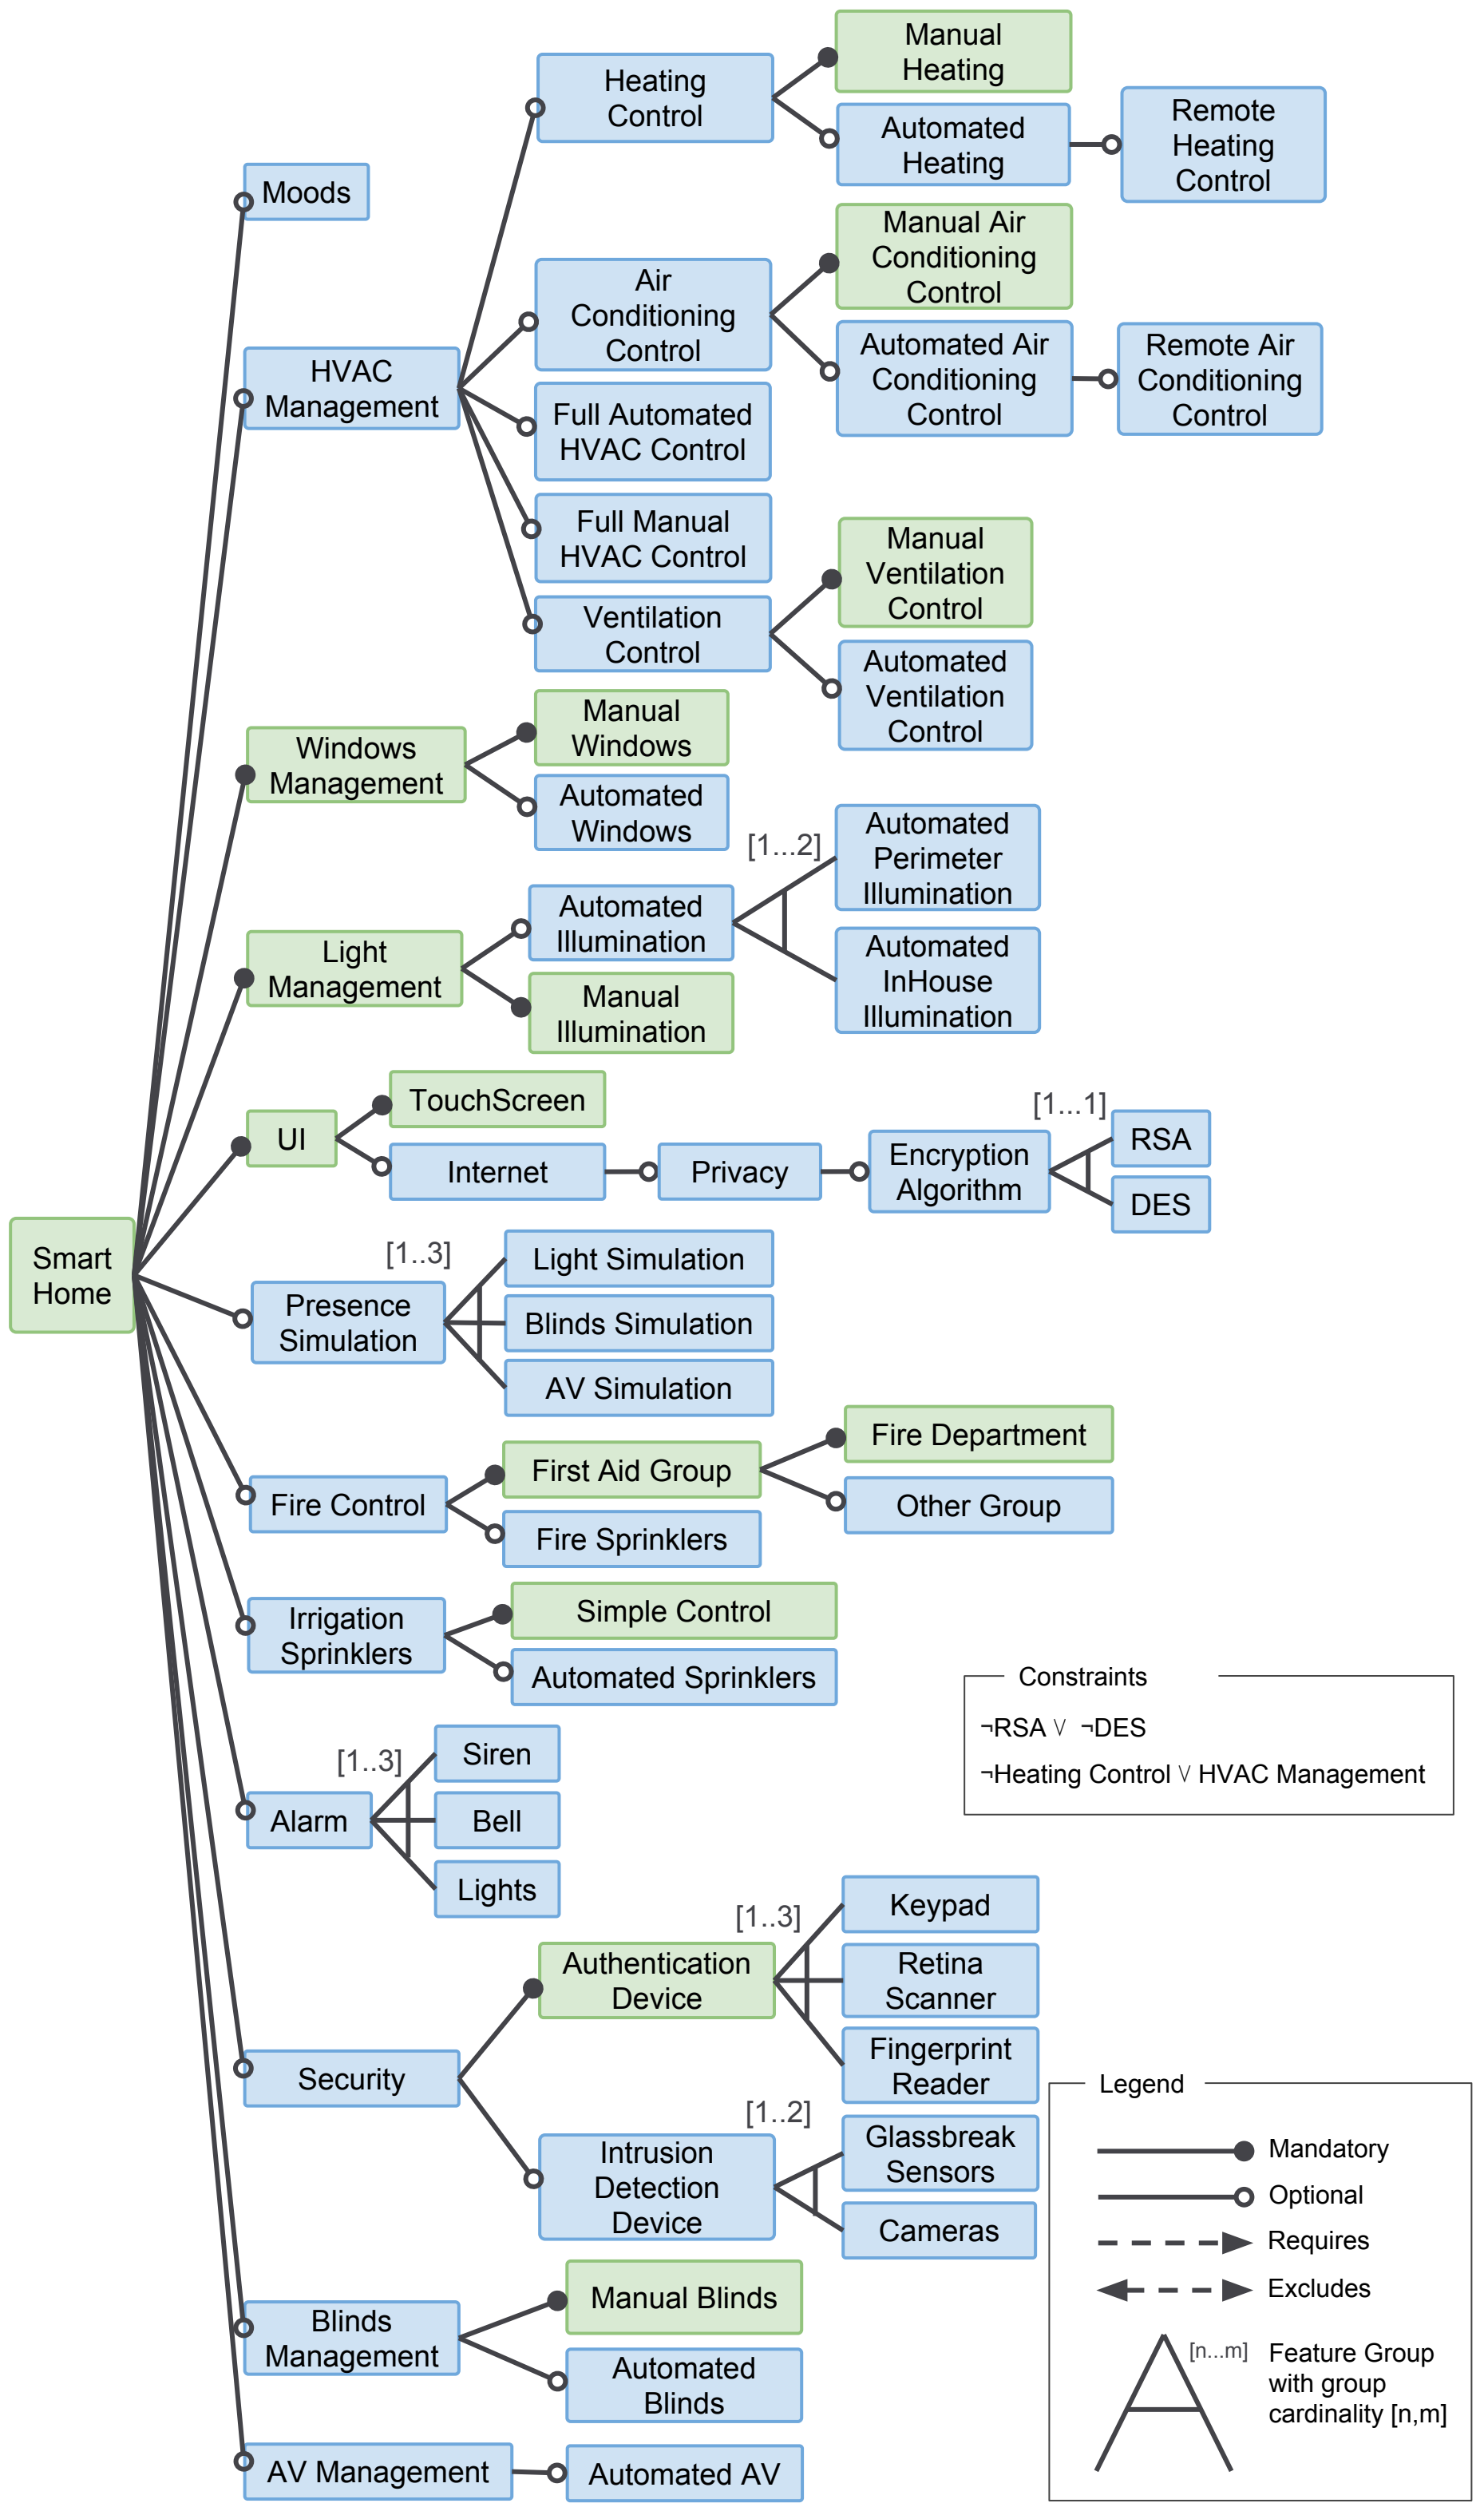 Manual
Heating
Heating
Control
Automated
Heating
Remote
Heating
Control
Moods
Manual Air
Conditioning
Control
Air
Conditioning
Control
Automated Air
Conditioning
Control
Remote Air
Conditioning
Control
HVAC
Management
Full Automated
HVAC Control
Full Manual
HVAC Control
Manual
Ventilation
Control
Ventilation
Control
Automated
Ventilation
Control
Manual
Windows
Windows
Management
Automated
Windows
[1...2]
Automated
Perimeter
Illumination
Automated
Illumination
Automated
InHouse
Illumination
Light
Management
Manual
Illumination
TouchScreen
UI
Internet
Privacy
Encryption
Algorithm
[1...1]
RSA
DES
Smart
Home
[1..3]
Light Simulation
Presence
Simulation
Blinds Simulation
AV Simulation
Fire Department
First Aid Group
Other Group
Fire Control
Fire Sprinklers
Simple Control
Irrigation
Sprinklers
Automated Sprinklers
Constraints
¬RSA \/ ¬DES
¬Heating Control \/ HVAC Management
[1..3]
Siren
Alarm
Bell
Lights
[1..3]
Keypad
Authentication
Device
Retina
Scanner
Fingerprint
Reader
Security
[1..2]
Glassbreak
Sensors
Intrusion
Detection
Device
Cameras
Manual Blinds
Blinds
Management
Automated
Blinds
AV Management
Automated AV
Legend
Mandatory
Optional
Requires
Excludes
[n...m]
Feature Group
with group
cardinality [n,m]